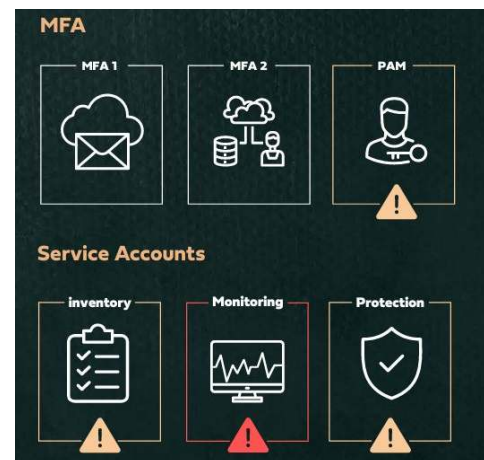 MFA
MFA 1
MFA 2
PAM
Service Accounts
inventory
Monitoring
Protection